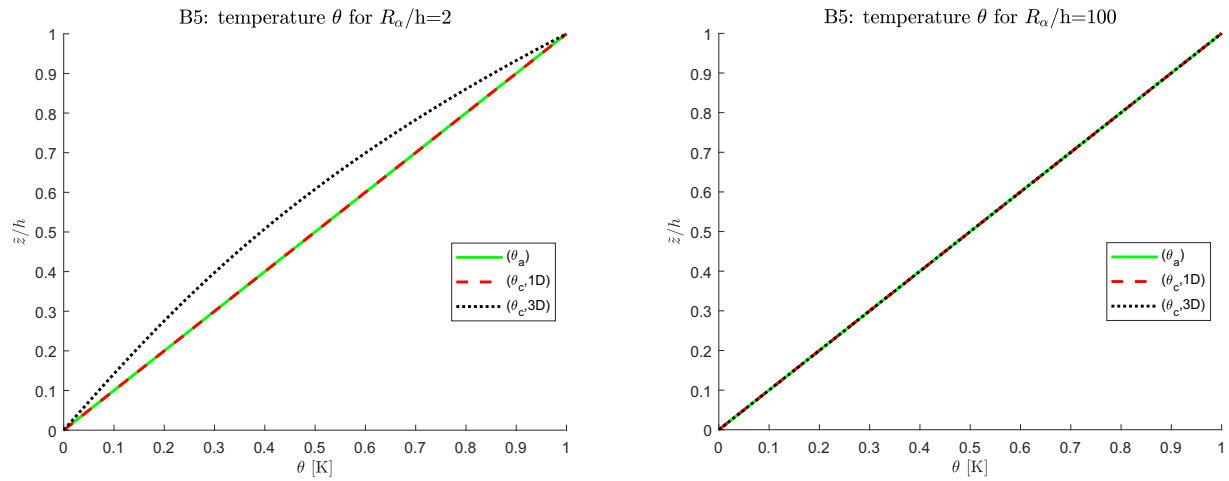 B5: temperature θ for R_α/h=2
1
0.9
0.8
0.7
0.6
0.5
0.4
0.3
0.2
0.1
0
z̃/h
(θ_a)
(θ_c,1D)
(θ_c,3D)
0 0.1 0.2 0.3 0.4 0.5 0.6 0.7 0.8 0.9 1
θ [K]
B5: temperature θ for R_α/h=100
1
0.9
0.8
0.7
0.6
0.5
0.4
0.3
0.2
0.1
0
z̃/h
(θ_a)
(θ_c,1D)
(θ_c,3D)
0 0.1 0.2 0.3 0.4 0.5 0.6 0.7 0.8 0.9 1
θ [K]